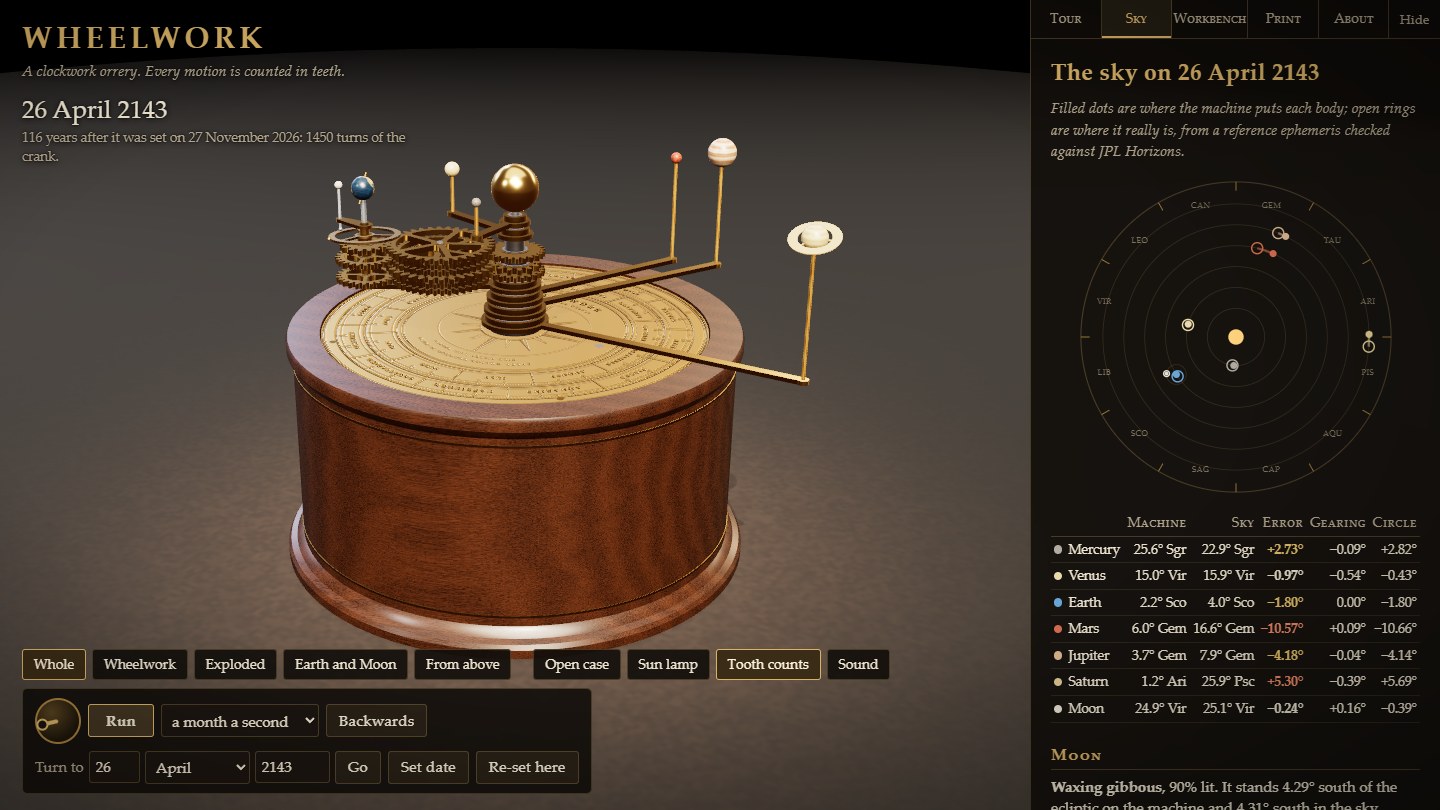 WHEELWORK
A clockwork orrery. Every motion is counted in teeth.
26 April 2143
116 years after it was set on 27 November 2026: 1450 turns of the
crank.
Whole Wheelwork Exploded Earth and Moon From above Open case Sun lamp Tooth counts Sound
Run a month a second Backwards
Turn to 26 April 2143 Go Set date Re-set here
Tour Sky Workbench Print About Hide
The sky on 26 April 2143
Filled dots are where the machine puts each body; open rings
are where it really is, from a reference ephemeris checked
against JPL Horizons.
CAN GEM
LEO TAU
VIR ARI
LIB PIS
SCO AQU
SAG CAP
Machine Sky Error Gearing Circle
Mercury 25.6° Sgr 22.9° Sgr +2.73° −0.09° +2.82°
Venus 15.0° Vir 15.9° Vir −0.97° −0.54° −0.43°
Earth 2.2° Sco 4.0° Sco −1.80° 0.00° −1.80°
Mars 6.0° Gem 16.6° Gem −10.57° +0.09° −10.66°
Jupiter 3.7° Gem 7.9° Gem −4.18° −0.04° −4.14°
Saturn 1.2° Ari 25.9° Psc +5.30° −0.39° +5.69°
Moon 24.9° Vir 25.1° Vir −0.24° +0.16° −0.39°
Moon
Waxing gibbous, 90% lit. It stands 4.29° south of the
ecliptic on the machine and 4.31° south in the sky